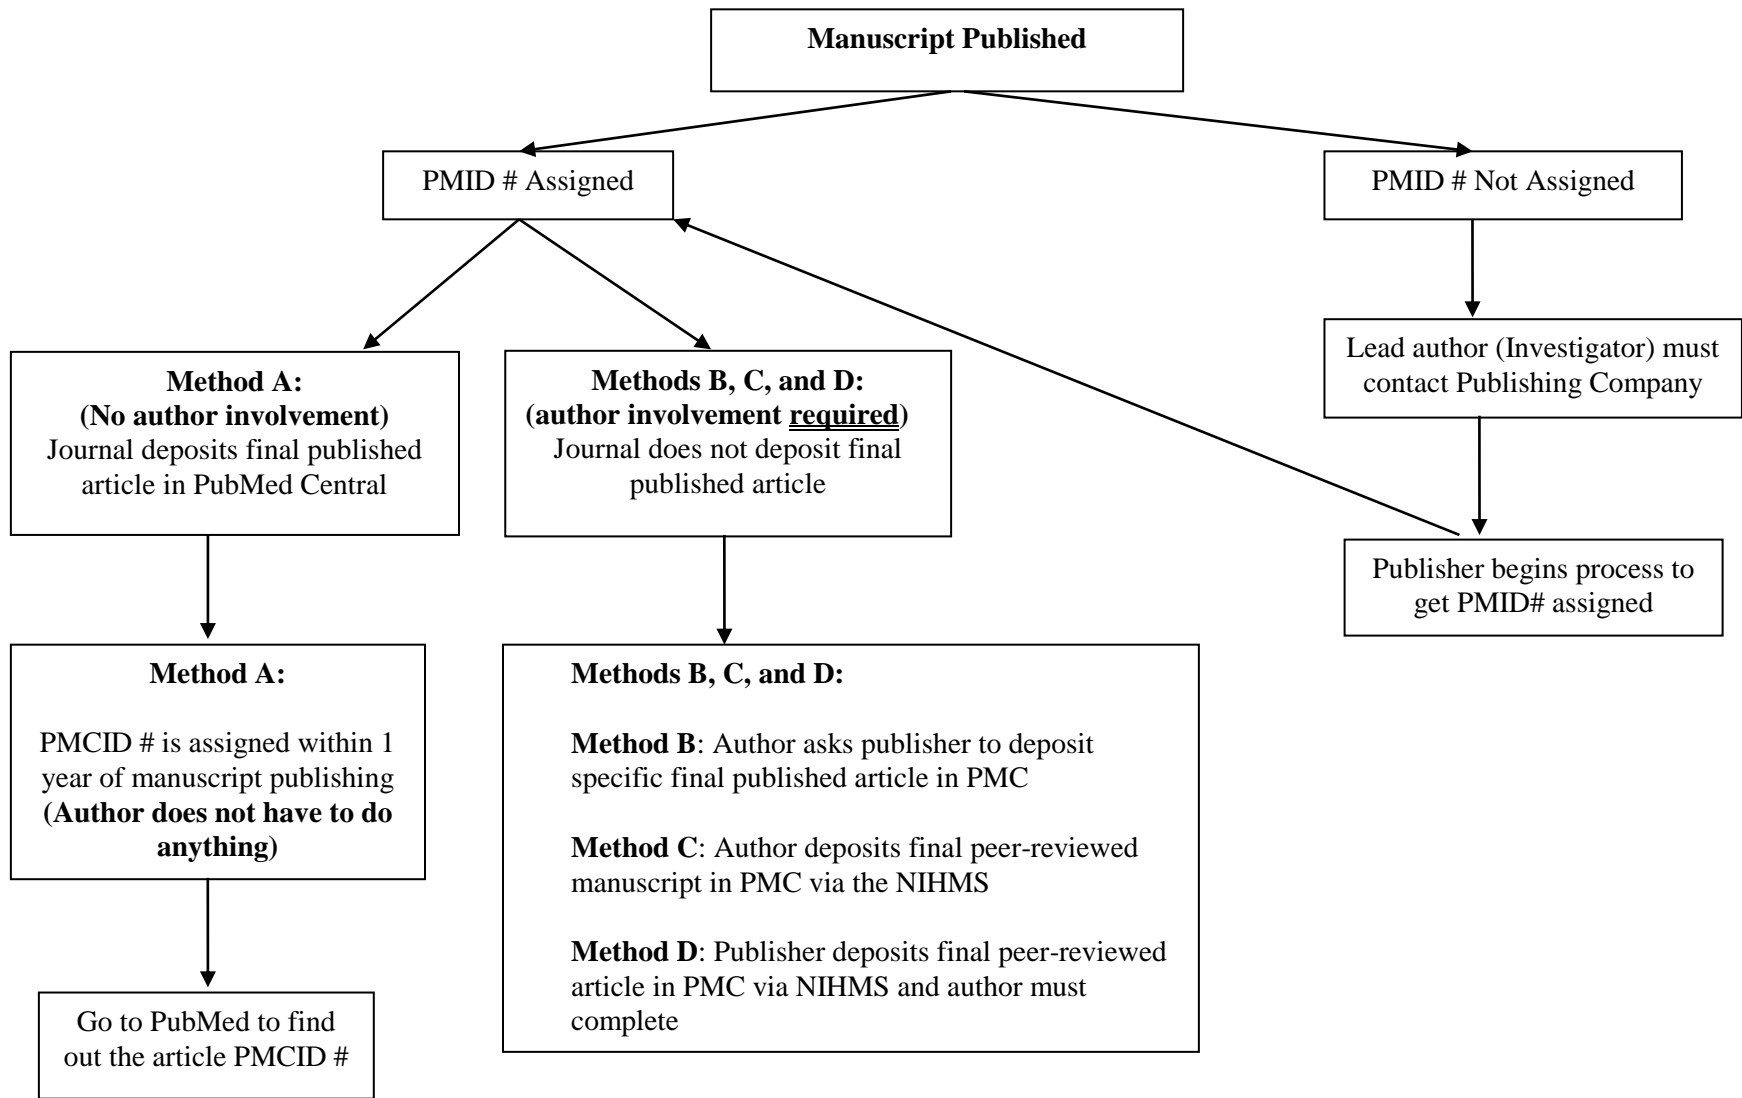 Manuscript Published
PMID # Assigned
PMID # Not Assigned
Lead author (Investigator) must
contact Publishing Company
Publisher begins process to
get PMID# assigned
Method A:
(No author involvement)
Journal deposits final published
article in PubMed Central
Methods B, C, and D:
(author involvement required)
Journal does not deposit final
published article
Method A:
PMCID # is assigned within 1
year of manuscript publishing
(Author does not have to do
anything)
Go to PubMed to find
out the article PMCID #
Methods B, C, and D:
Method B: Author asks publisher to deposit
specific final published article in PMC
Method C: Author deposits final peer-reviewed
manuscript in PMC via the NIHMS
Method D: Publisher deposits final peer-reviewed
article in PMC via NIHMS and author must
complete